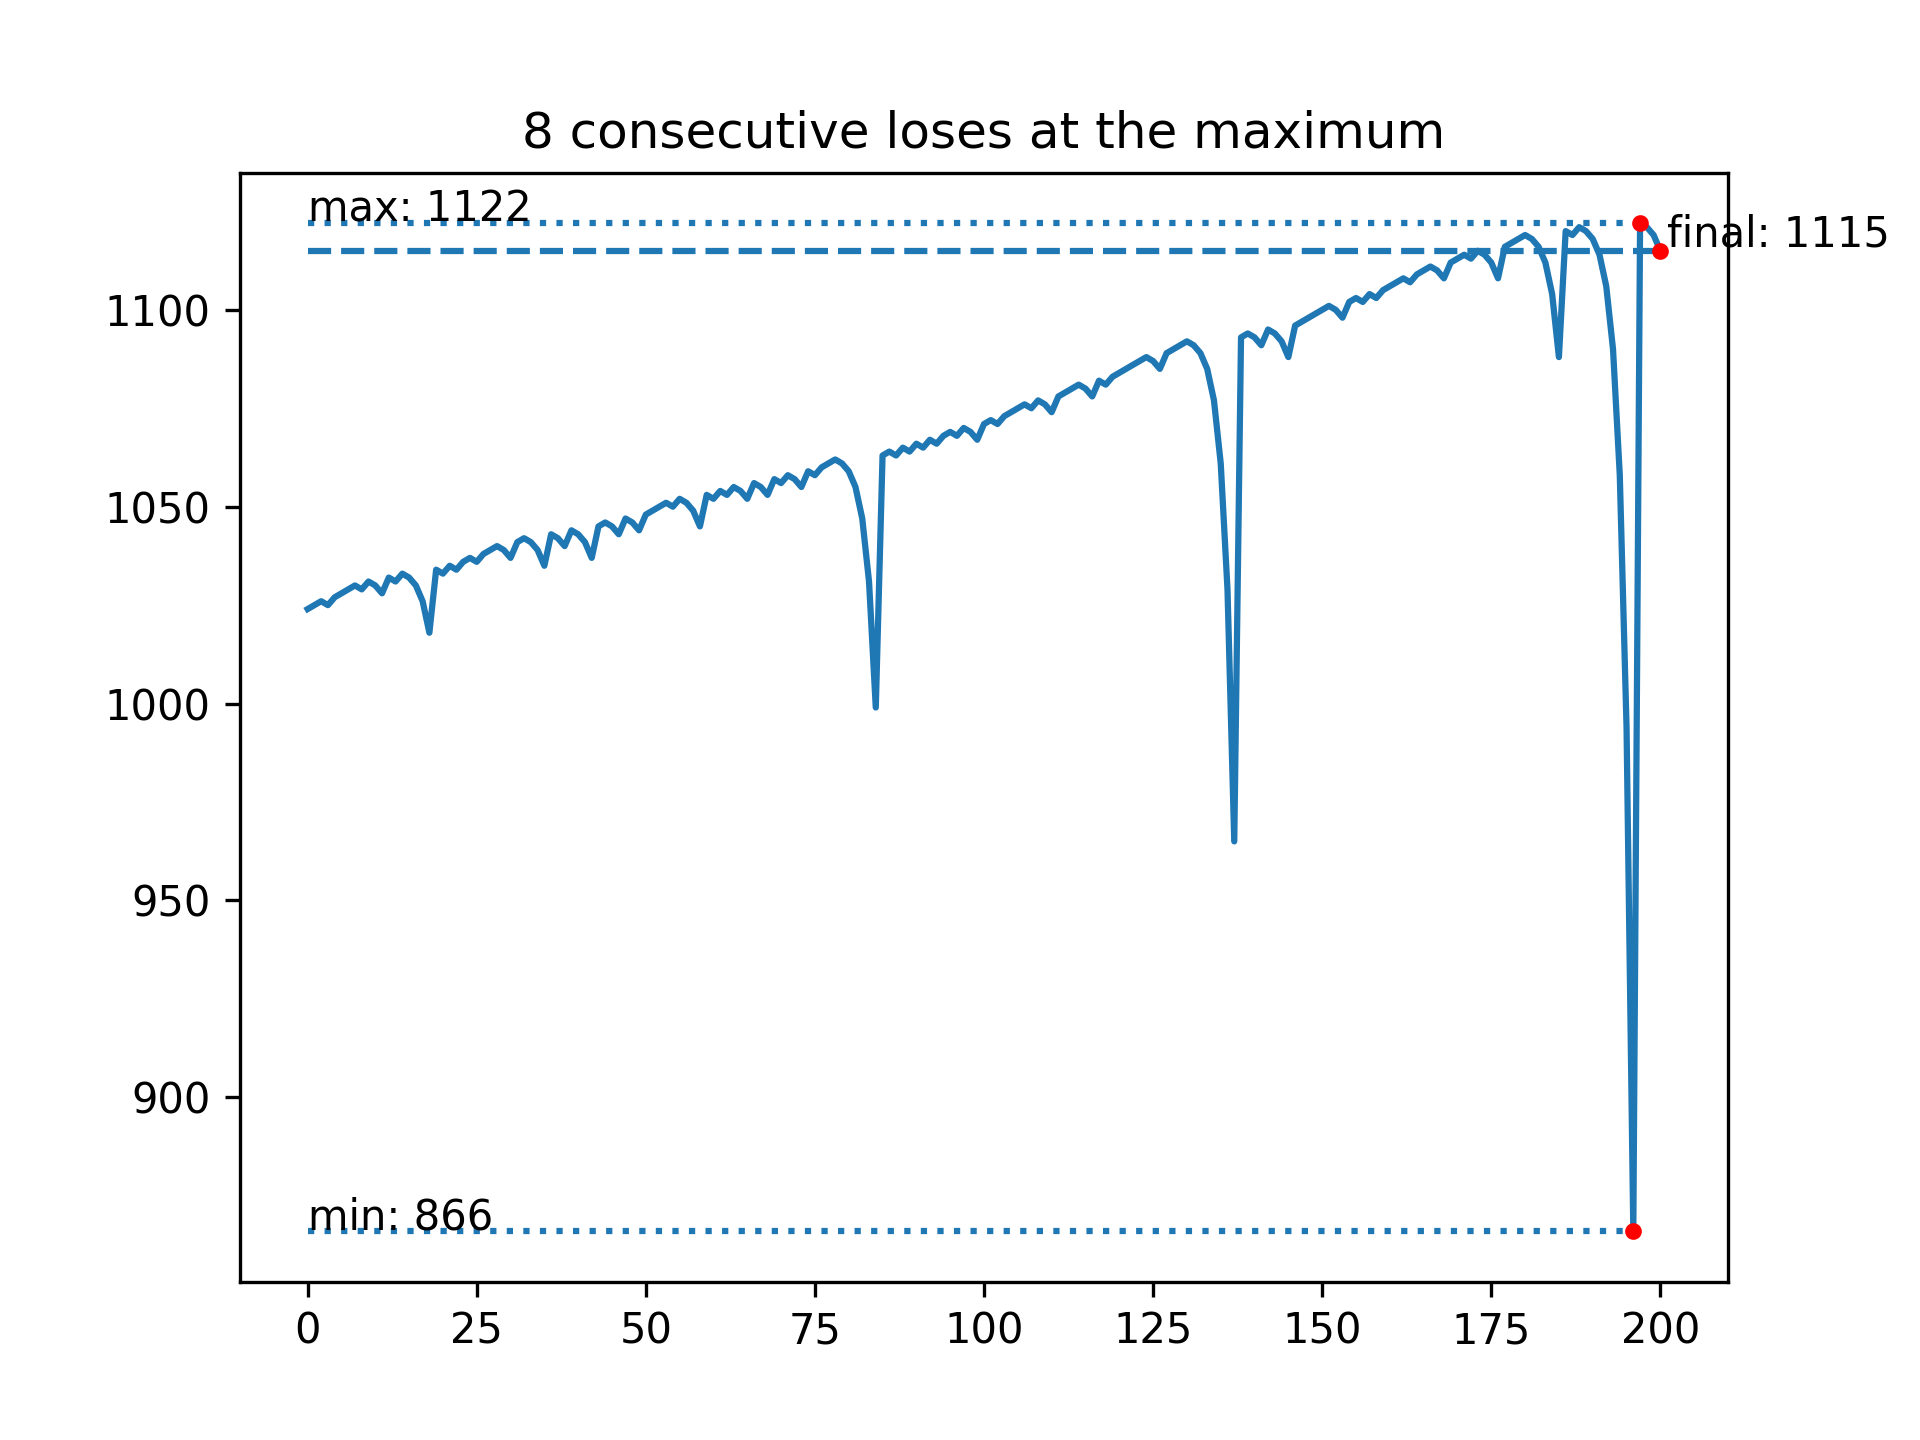 8 consecutive loses at the maximum
max: 1122
final: 1115
1100
1050
1000
950
900
min: 866
0 25 50 75 100 125 150 175 200